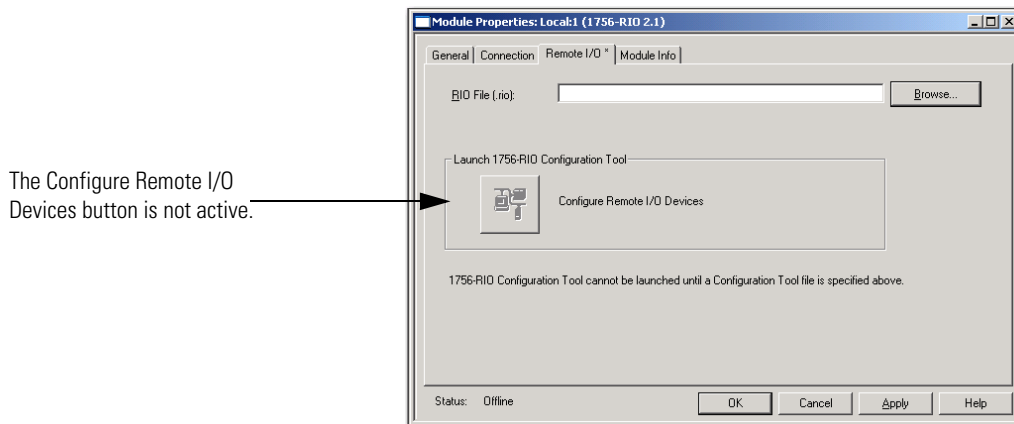 Module Properties: Local:1 (1756-RIO 2.1)
General Connection Remote I/O * Module Info
RIO File (.rio): Browse...
Launch 1756-RIO Configuration Tool
The Configure Remote I/O
Devices button is not active.
Configure Remote I/O Devices
1756-RIO Configuration Tool cannot be launched until a Configuration Tool file is specified above.
Status: Offline OK Cancel Apply Help